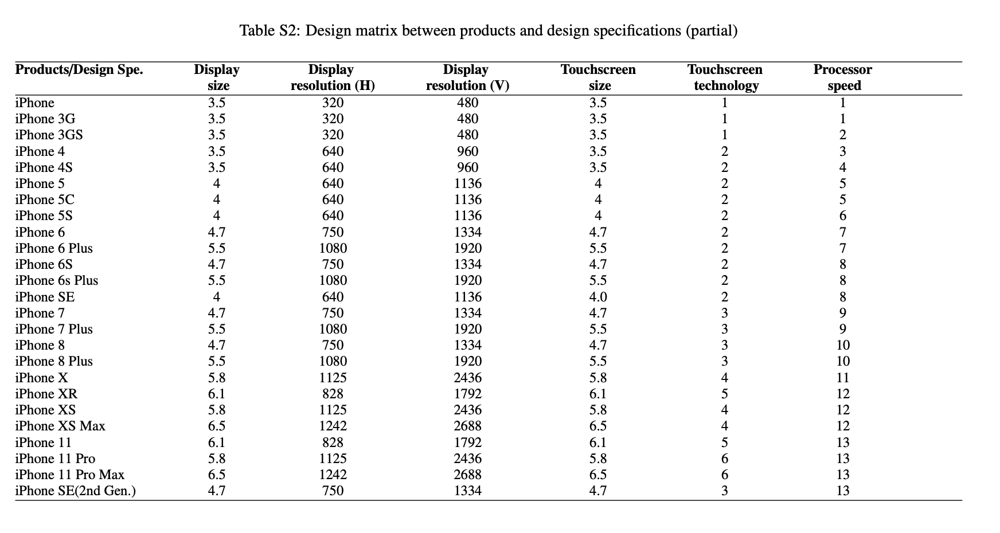 Table S2: Design matrix between products and design specifications (partial)
Products/Design Spe. Display Display Display Touchscreen Touchscreen Processor
size resolution (H) resolution (V) size technology speed
iPhone 3.5 320 480 3.5 1 1
iPhone 3G 3.5 320 480 3.5 1 1
iPhone 3GS 3.5 320 480 3.5 1 2
iPhone 4 3.5 640 960 3.5 2 3
iPhone 4S 3.5 640 960 3.5 2 4
iPhone 5 4 640 1136 4 2 5
iPhone 5C 4 640 1136 4 2 5
iPhone 5S 4 640 1136 4 2 6
iPhone 6 4.7 750 1334 4.7 2 7
iPhone 6 Plus 5.5 1080 1920 5.5 2 7
iPhone 6S 4.7 750 1334 4.7 2 8
iPhone 6s Plus 5.5 1080 1920 5.5 2 8
iPhone SE 4 640 1136 4.0 2 8
iPhone 7 4.7 750 1334 4.7 3 9
iPhone 7 Plus 5.5 1080 1920 5.5 3 9
iPhone 8 4.7 750 1334 4.7 3 10
iPhone 8 Plus 5.5 1080 1920 5.5 3 10
iPhone X 5.8 1125 2436 5.8 4 11
iPhone XR 6.1 828 1792 6.1 5 12
iPhone XS 5.8 1125 2436 5.8 4 12
iPhone XS Max 6.5 1242 2688 6.5 4 12
iPhone 11 6.1 828 1792 6.1 5 13
iPhone 11 Pro 5.8 1125 2436 5.8 6 13
iPhone 11 Pro Max 6.5 1242 2688 6.5 6 13
iPhone SE(2nd Gen.) 4.7 750 1334 4.7 3 13